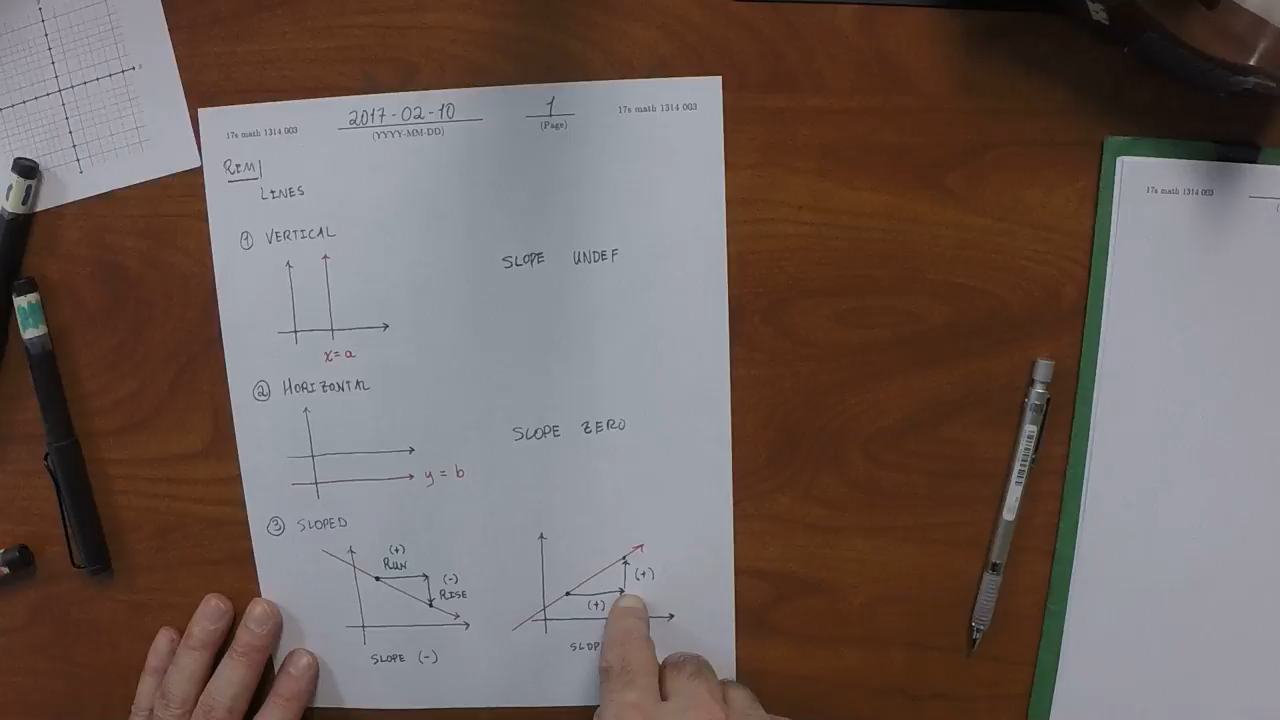 17s math 1314 003
2017-02-10
(YYYY-MM-DD)
1
(Page)
17s math 1314 003
REM
LINES
① VERTICAL
SLOPE UNDEF
x=a
② HORIZONTAL
SLOPE ZERO
y = b
③ SLOPED
(+)
RUN
(-)
RISE
SLOPE (-)
(+)
(+)
17s math 1314 003